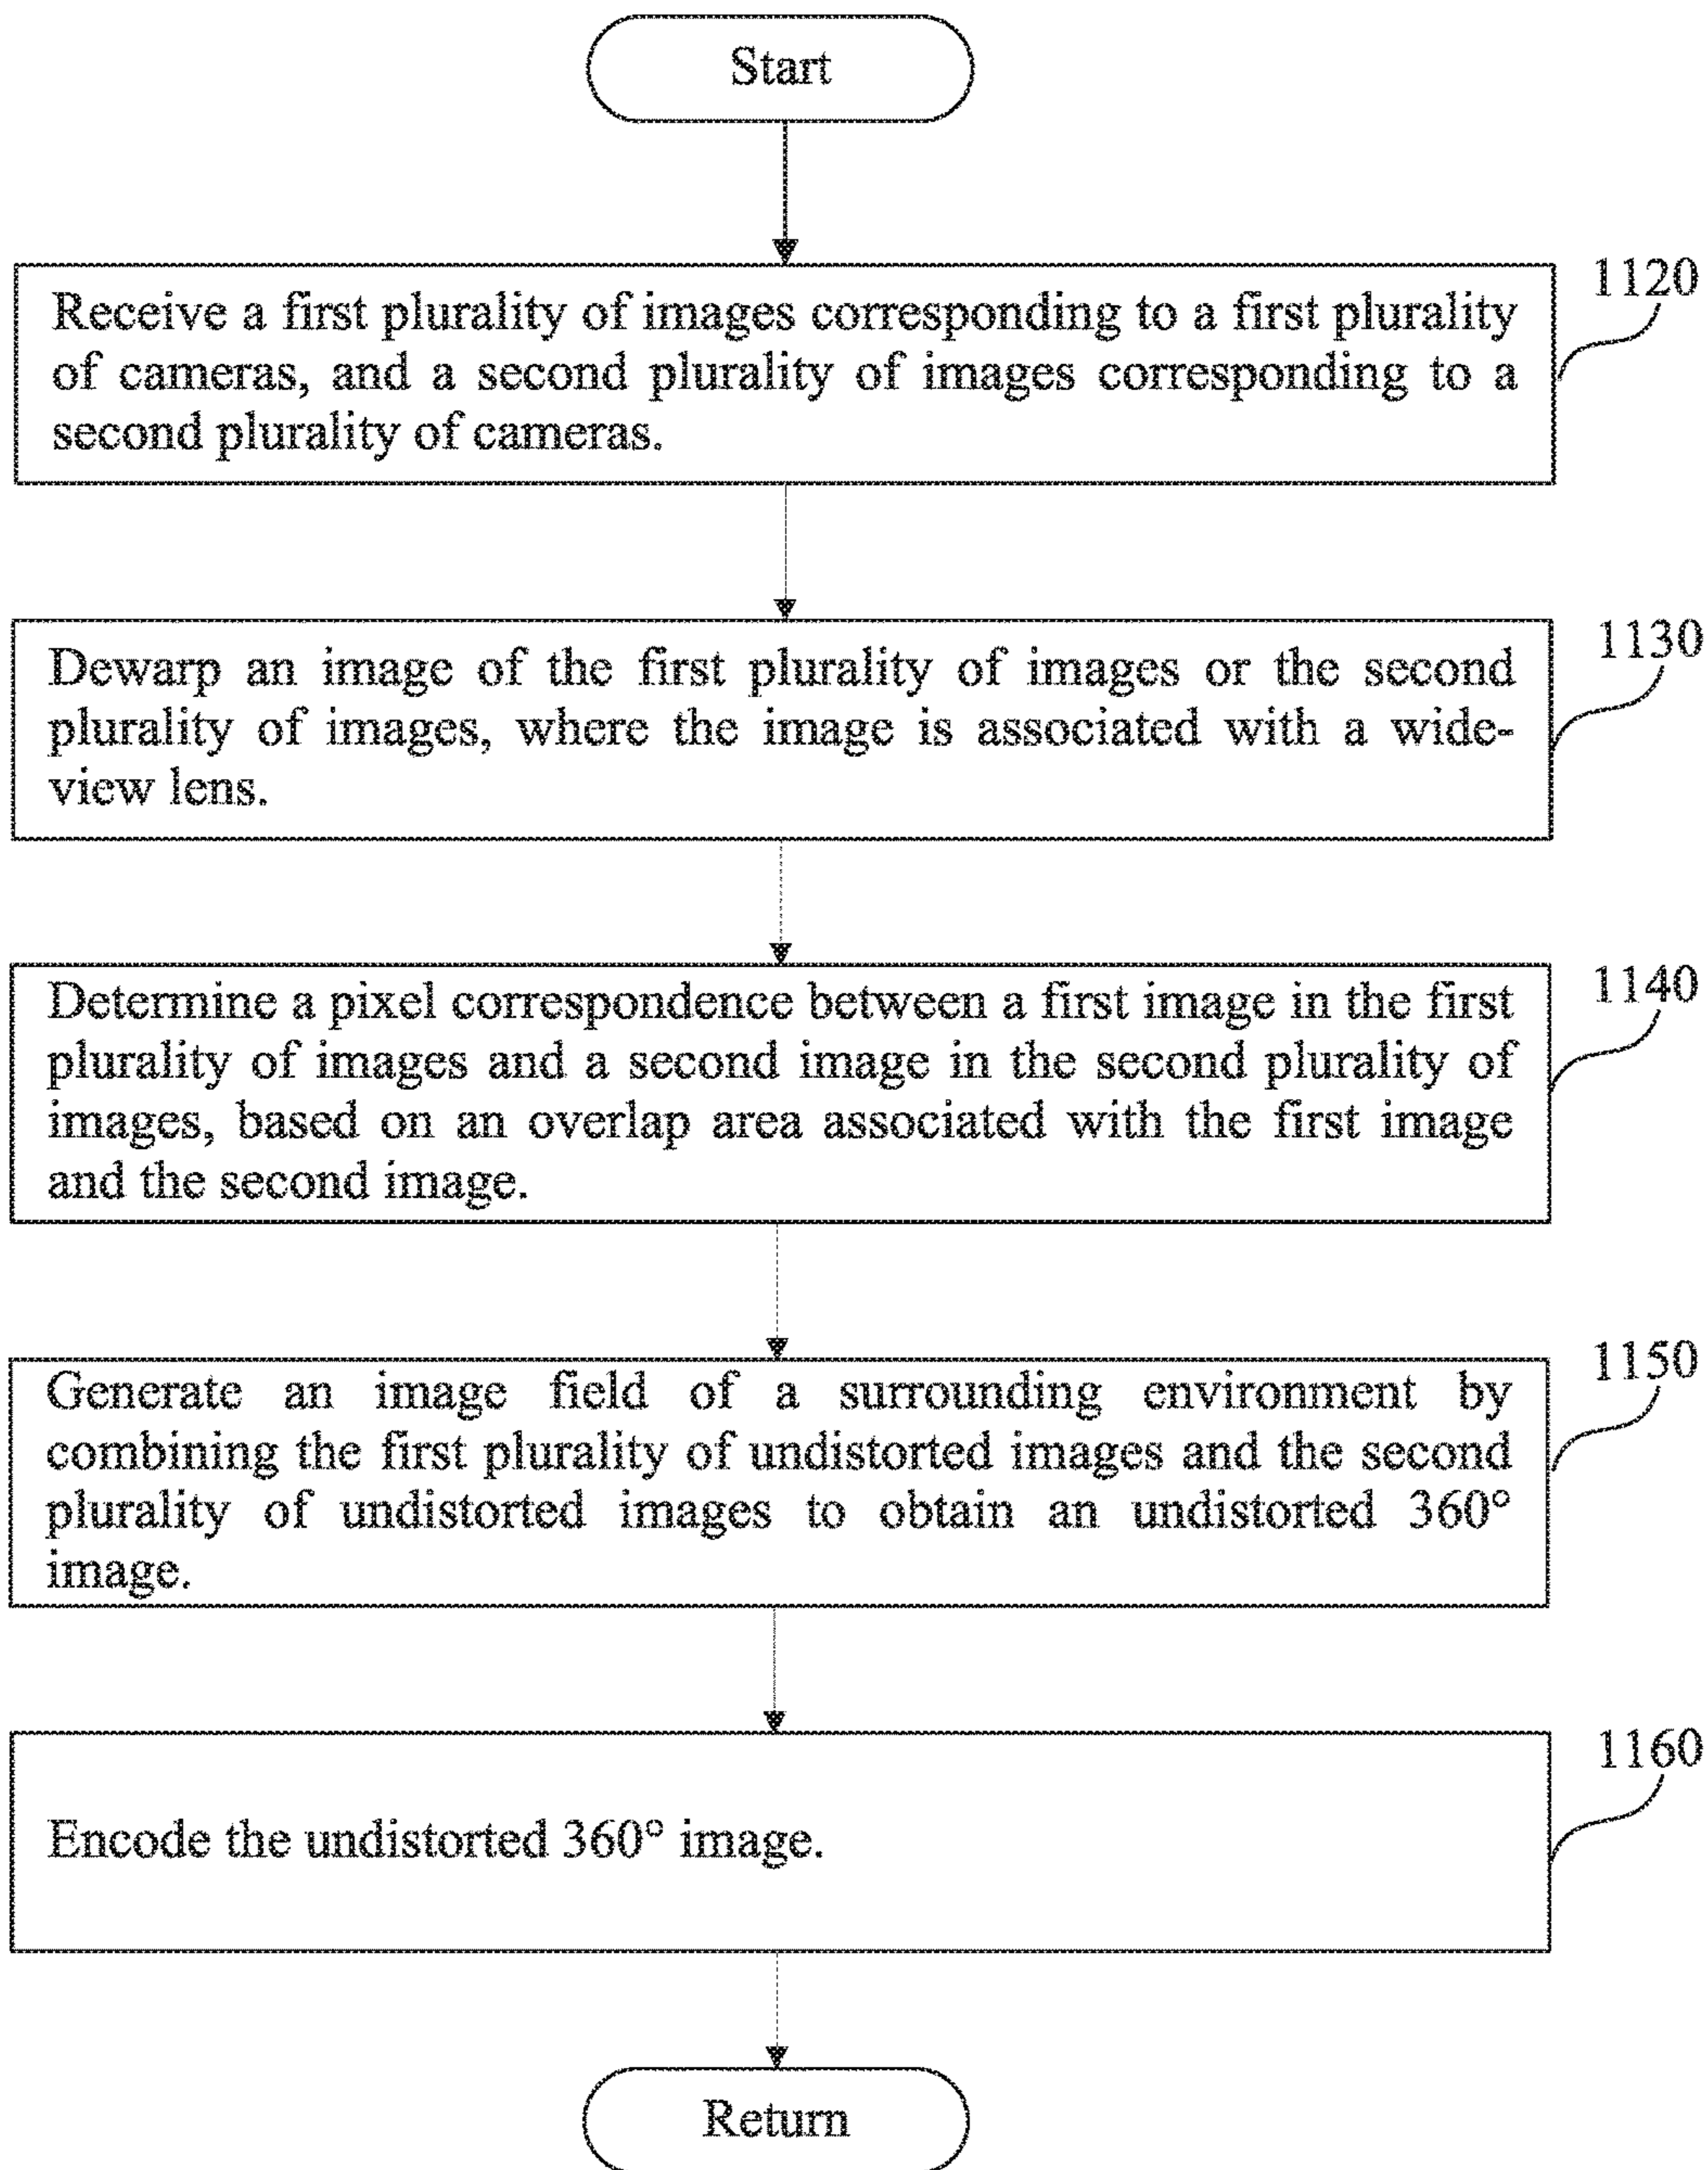 Start
1120
Receive a first plurality of images corresponding to a first plurality
of cameras, and a second plurality of images corresponding to a
second plurality of cameras.
1130
Dewarp an image of the first plurality of images or the second
plurality of images, where the image is associated with a wide-
view lens.
1140
Determine a pixel correspondence between a first image in the first
plurality of images and a second image in the second plurality of
images, based on an overlap area associated with the first image
and the second image.
1150
Generate an image field of a surrounding environment by
combining the first plurality of undistorted images and the second
plurality of undistorted images to obtain an undistorted 360°
image.
1160
Encode the undistorted 360° image.
Return